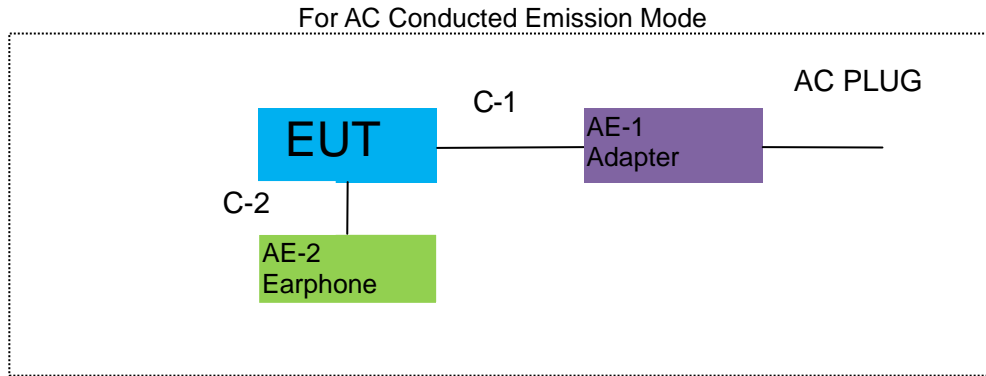 For AC Conducted Emission Mode
AC PLUG
C-1
EUT
AE-1
Adapter
C-2
AE-2
Earphone